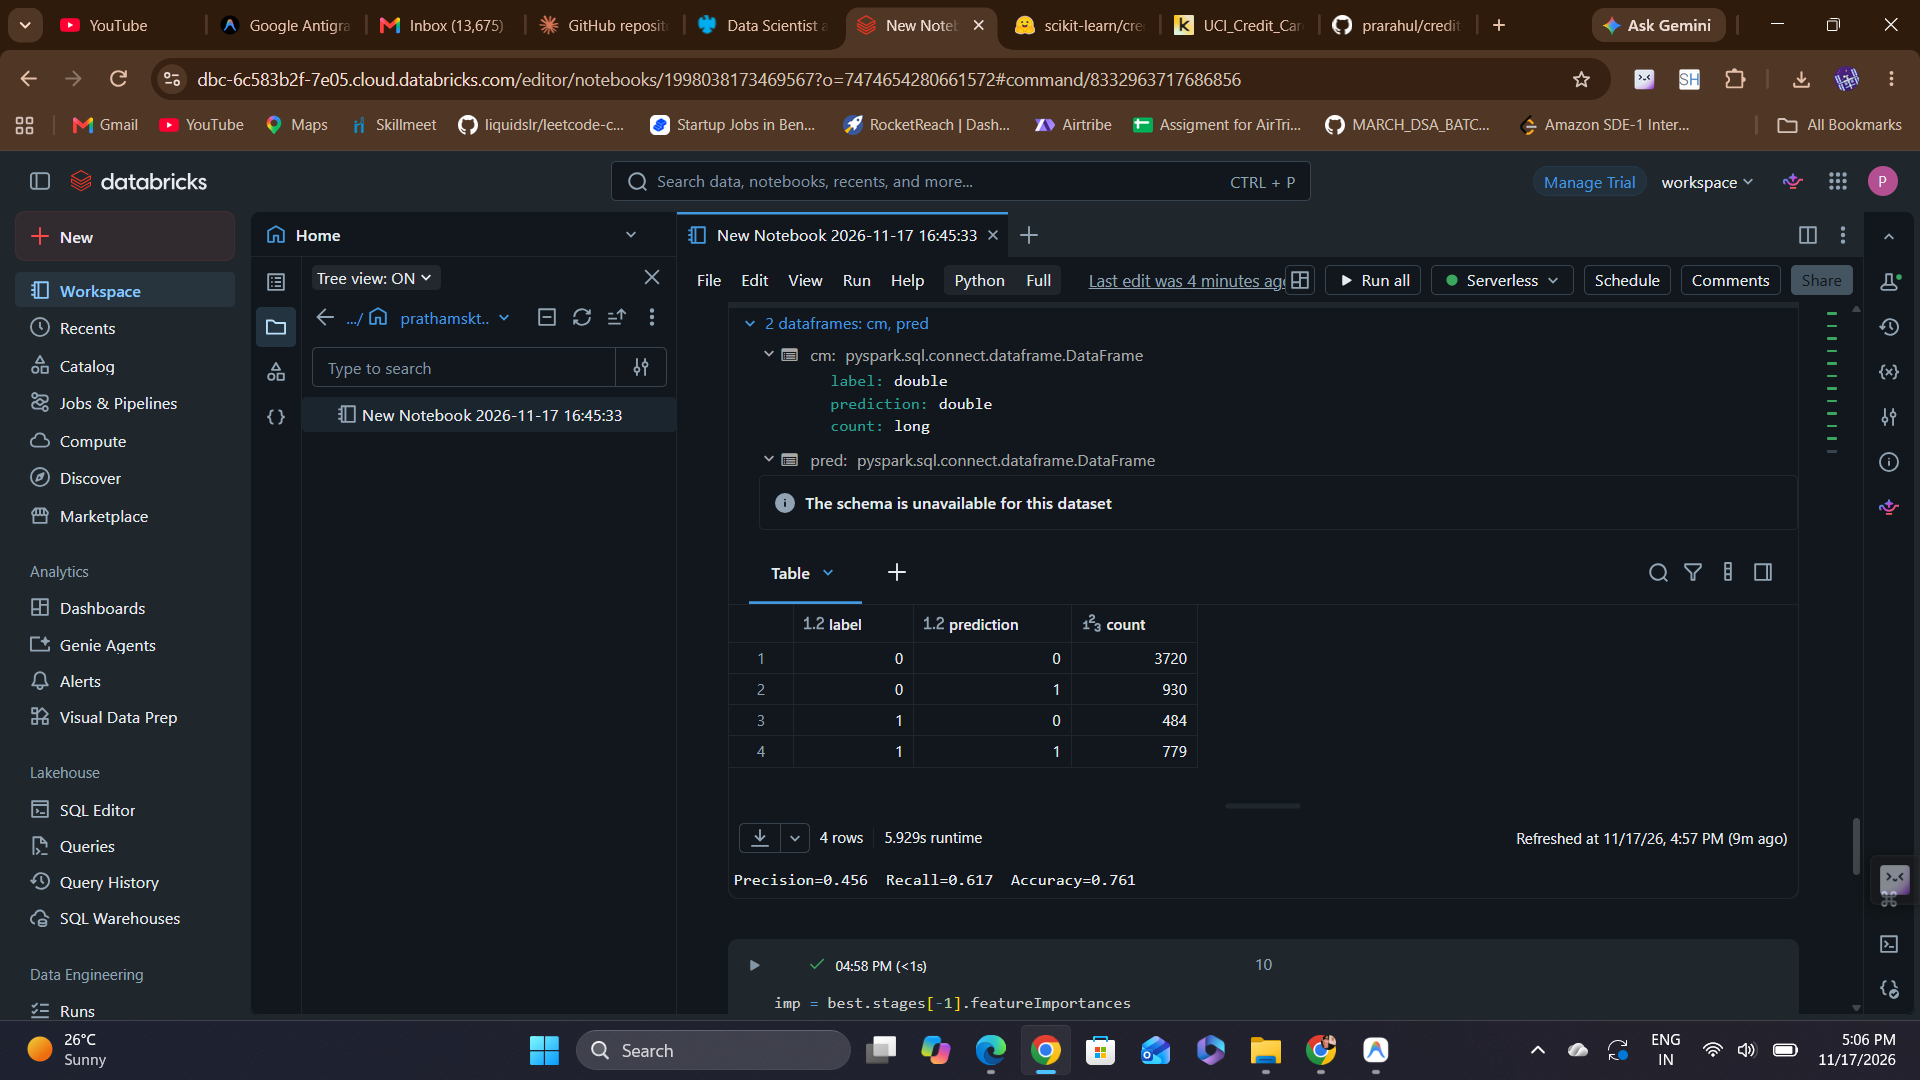 YouTube
Google Antigra
Inbox (13,675)
GitHub reposit
Data Scientist a
New Noteb
scikit-learn/cre
UCI_Credit_Car
prarahul/credit
Ask Gemini
dbc-6c583b2f-7e05.cloud.databricks.com/editor/notebooks/1998038173469567?o=7474654280661572#command/8332963717686856
SH
Gmail
YouTube
Maps
Skillmeet
liquidslr/leetcode-c...
Startup Jobs in Ben...
RocketReach | Dash...
Airtribe
Assigment for AirTri...
MARCH_DSA_BATC...
Amazon SDE-1 Inter...
All Bookmarks
databricks
Search data, notebooks, recents, and more...
CTRL + P
Manage Trial
workspace
P
New
Workspace
Recents
Catalog
Jobs & Pipelines
Compute
Discover
Marketplace
Analytics
Dashboards
Genie Agents
Alerts
Visual Data Prep
Lakehouse
SQL Editor
Queries
Query History
SQL Warehouses
Data Engineering
Runs
Home
Tree view: ON
.../
prathamskt..
Type to search
New Notebook 2026-11-17 16:45:33
New Notebook 2026-11-17 16:45:33
File Edit View Run Help
Python Full
Last edit was 4 minutes ago
Run all
Serverless
Schedule
Comments
Share
2 dataframes: cm, pred
cm: pyspark.sql.connect.dataframe.DataFrame
label: double
prediction: double
count: long
pred: pyspark.sql.connect.dataframe.DataFrame
The schema is unavailable for this dataset
Table
1.2 label 1.2 prediction 123 count
1 0 0 3720
2 0 1 930
3 1 0 484
4 1 1 779
4 rows 5.929s runtime
Refreshed at 11/17/26, 4:57 PM (9m ago)
Precision=0.456 Recall=0.617 Accuracy=0.761
04:58 PM (<1s)
10
imp = best.stages[-1].featureImportances
26°C
Sunny
Search
ENG
IN
5:06 PM
11/17/2026